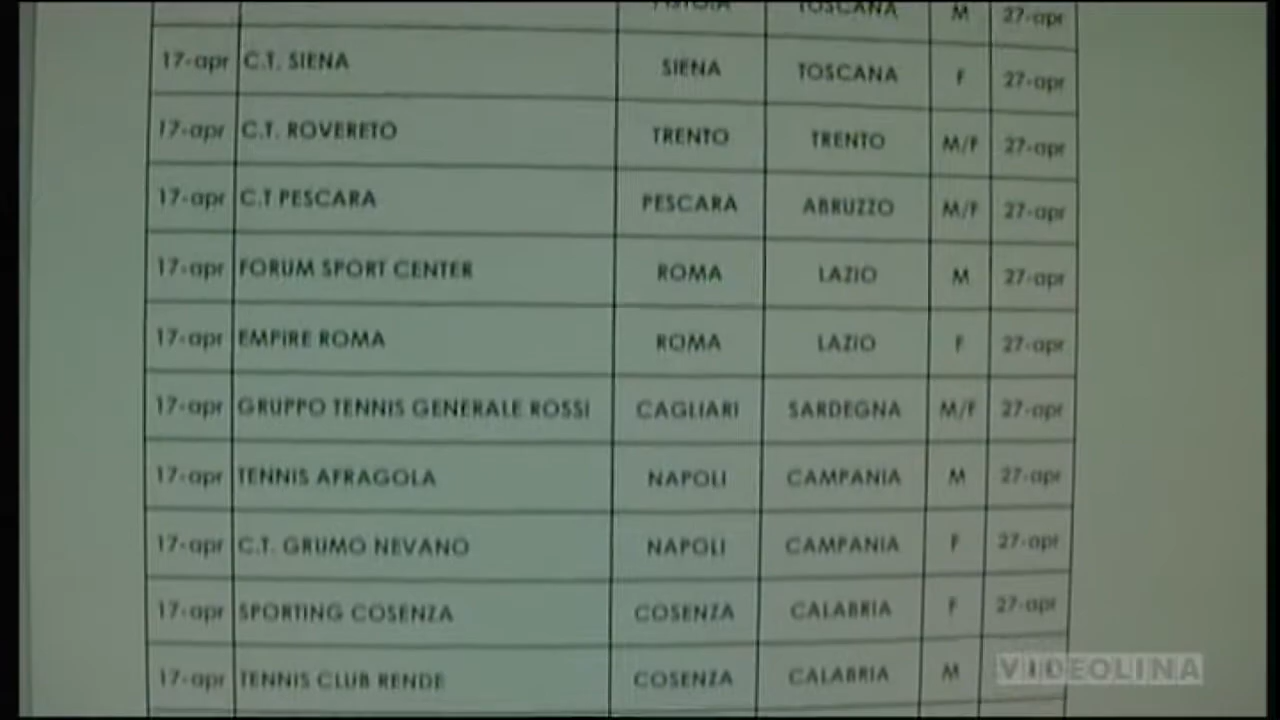 PISTOIA TOSCANA M 27-apr
17-apr C.T. SIENA SIENA TOSCANA F 27-apr
17-apr C.T. ROVERETO TRENTO TRENTO M/F 27-apr
17-apr C.T PESCARA PESCARA ABRUZZO M/F 27-apr
17-apr FORUM SPORT CENTER ROMA LAZIO M 27-apr
17-apr EMPIRE ROMA ROMA LAZIO F 27-apr
17-apr GRUPPO TENNIS GENERALE ROSSI CAGLIARI SARDEGNA M/F 27-apr
17-apr TENNIS AFRAGOLA NAPOLI CAMPANIA M 27-apr
17-apr C.T. GRUMO NEVANO NAPOLI CAMPANIA F 27-apr
17-apr SPORTING COSENZA COSENZA CALABRIA F 27-apr
17-apr TENNIS CLUB RENDE COSENZA CALABRIA M
VIDEOLINA